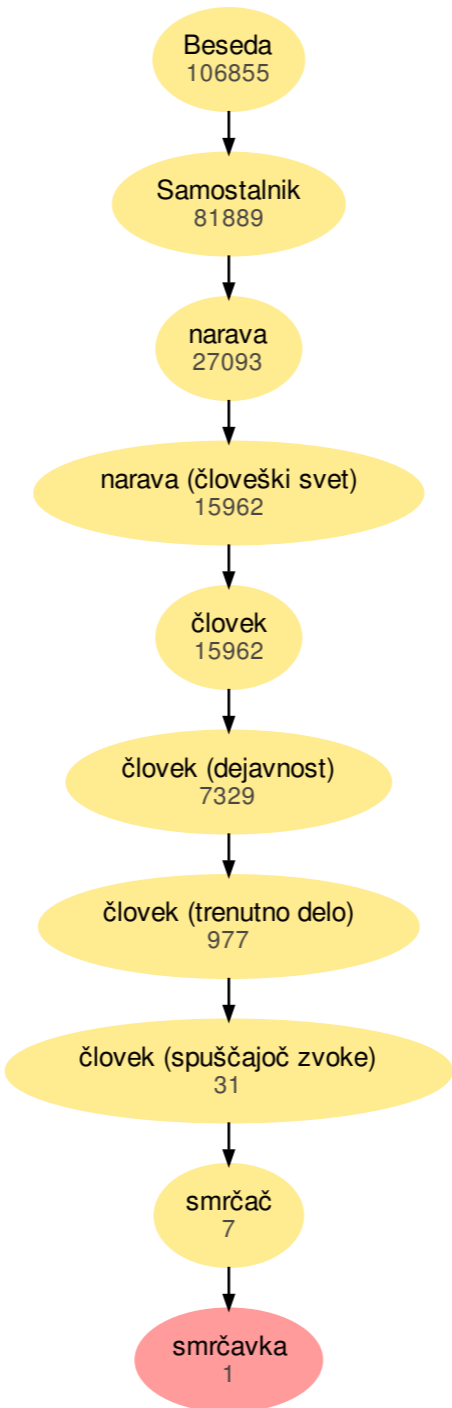 Beseda
106855
Samostalnik
81889
narava
27093
narava (človeški svet)
15962
človek
15962
človek (dejavnost)
7329
človek (trenutno delo)
977
človek (spuščajoč zvoke)
31
smrčač
7
smrčavka
1